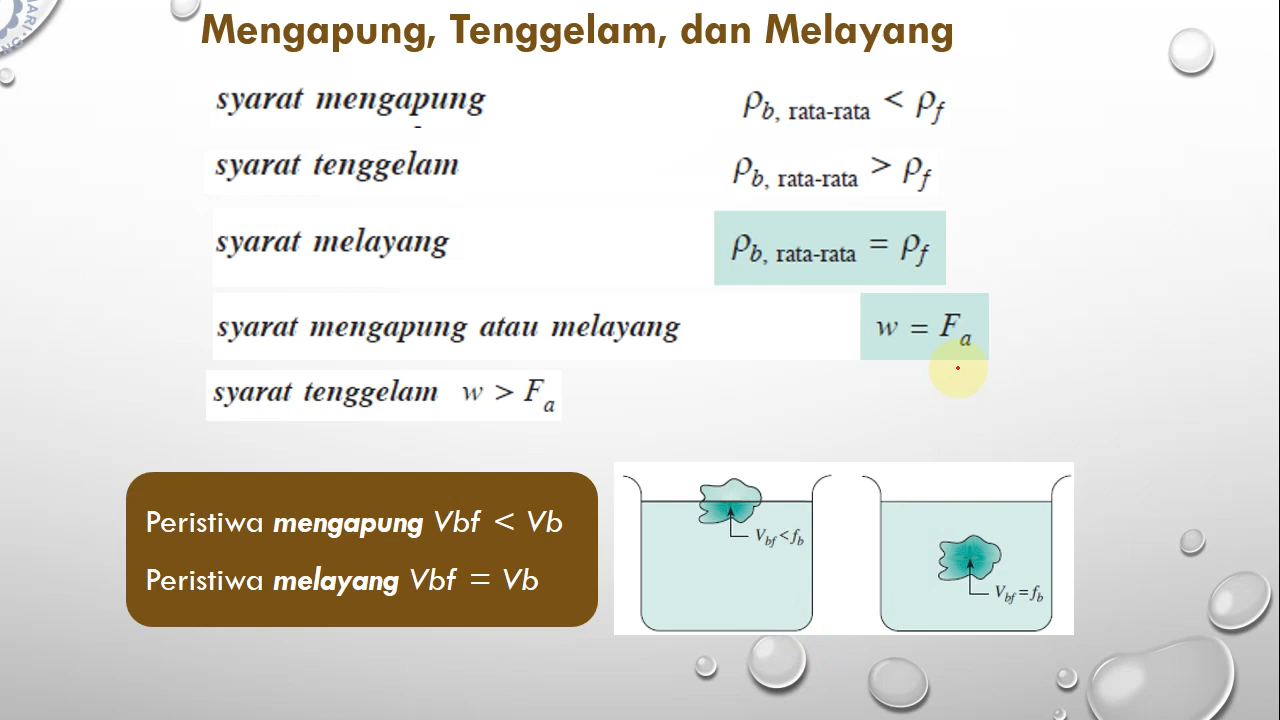 Mengapung, Tenggelam, dan Melayang
syarat mengapung ρb, rata-rata < ρf
syarat tenggelam ρb, rata-rata > ρf
syarat melayang ρb, rata-rata = ρf
syarat mengapung atau melayang w = Fa
syarat tenggelam w > Fa
Peristiwa mengapung Vbf < Vb
Peristiwa melayang Vbf = Vb
Vbf < fb
Vbf = fb